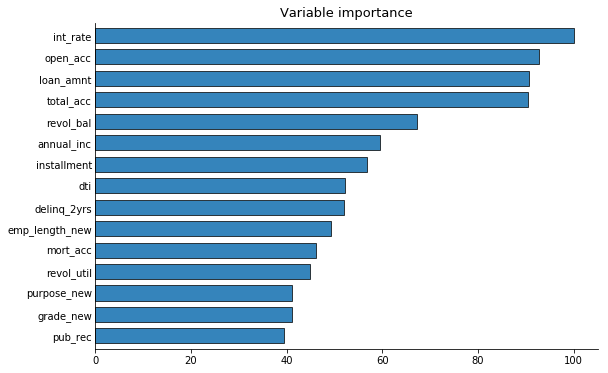 Variable importance
int_rate
open_acc
loan_amnt
total_acc
revol_bal
annual_inc
installment
dti
delinq_2yrs
emp_length_new
mort_acc
revol_util
purpose_new
grade_new
pub_rec
0 20 40 60 80 100